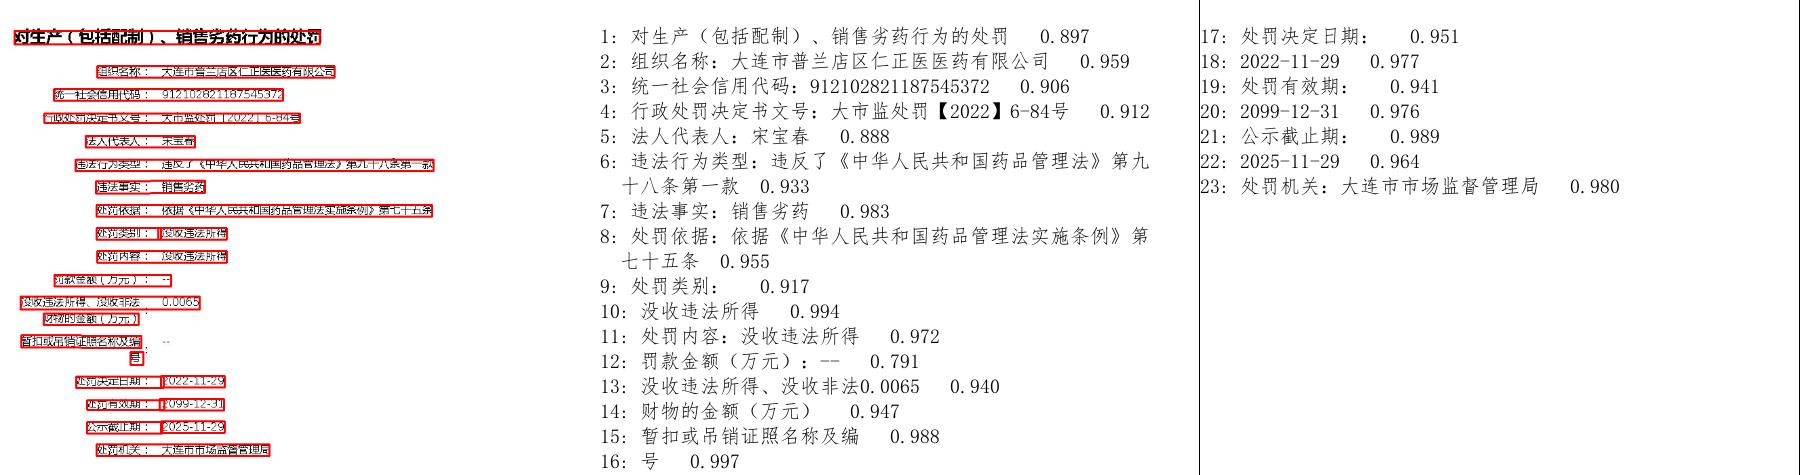 对生产（包括配制）、销售劣药行为的处罚
组织名称： 大连市普兰店区仁正医医药有限公司
统一社会信用代码： 912102821187545372
行政处罚决定书文号： 大市监处罚【2022】6-84号
法人代表人： 宋宝春
违法行为类型： 违反了《中华人民共和国药品管理法》第九十八条第一款
违法事实： 销售劣药
处罚依据： 依据《中华人民共和国药品管理法实施条例》第七十五条
处罚类别： 没收违法所得
处罚内容： 没收违法所得
罚款金额（万元）： --
没收违法所得、没收非法 0.0065
财物的金额（万元）：
暂扣或吊销证照名称及编 --
号：
处罚决定日期： 2022-11-29
处罚有效期： 2099-12-31
公示截止期： 2025-11-29
处罚机关： 大连市市场监督管理局
1: 对生产（包括配制）、销售劣药行为的处罚 0.897
2: 组织名称：大连市普兰店区仁正医医药有限公司 0.959
3: 统一社会信用代码：912102821187545372 0.906
4: 行政处罚决定书文号：大市监处罚【2022】6-84号 0.912
5: 法人代表人：宋宝春 0.888
6: 违法行为类型：违反了《中华人民共和国药品管理法》第九
十八条第一款 0.933
7: 违法事实：销售劣药 0.983
8: 处罚依据：依据《中华人民共和国药品管理法实施条例》第
七十五条 0.955
9: 处罚类别： 0.917
10: 没收违法所得 0.994
11: 处罚内容：没收违法所得 0.972
12: 罚款金额（万元）：-- 0.791
13: 没收违法所得、没收非法0.0065 0.940
14: 财物的金额（万元） 0.947
15: 暂扣或吊销证照名称及编 0.988
16: 号 0.997
17: 处罚决定日期： 0.951
18: 2022-11-29 0.977
19: 处罚有效期： 0.941
20: 2099-12-31 0.976
21: 公示截止期： 0.989
22: 2025-11-29 0.964
23: 处罚机关：大连市市场监督管理局 0.980